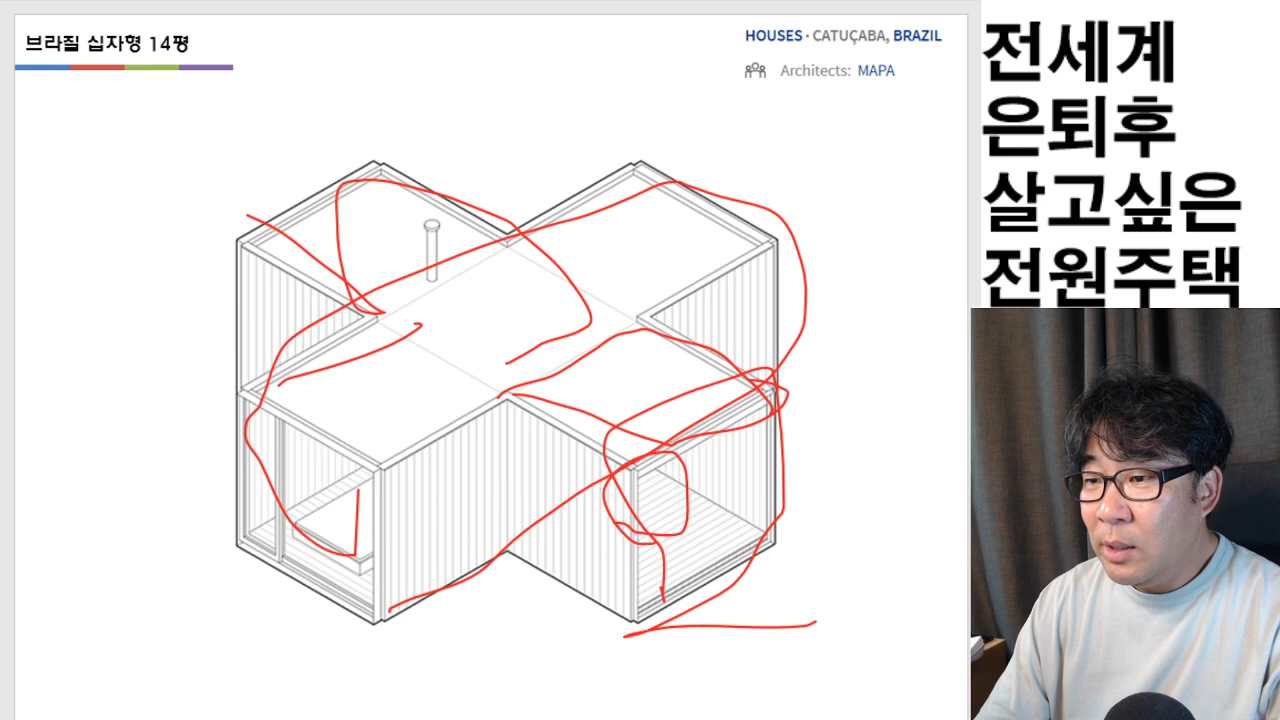 브라질 십자형 14평
HOUSES · CATUÇABA, BRAZIL
Architects: MAPA
전세계
은퇴후
살고싶은
전원주택